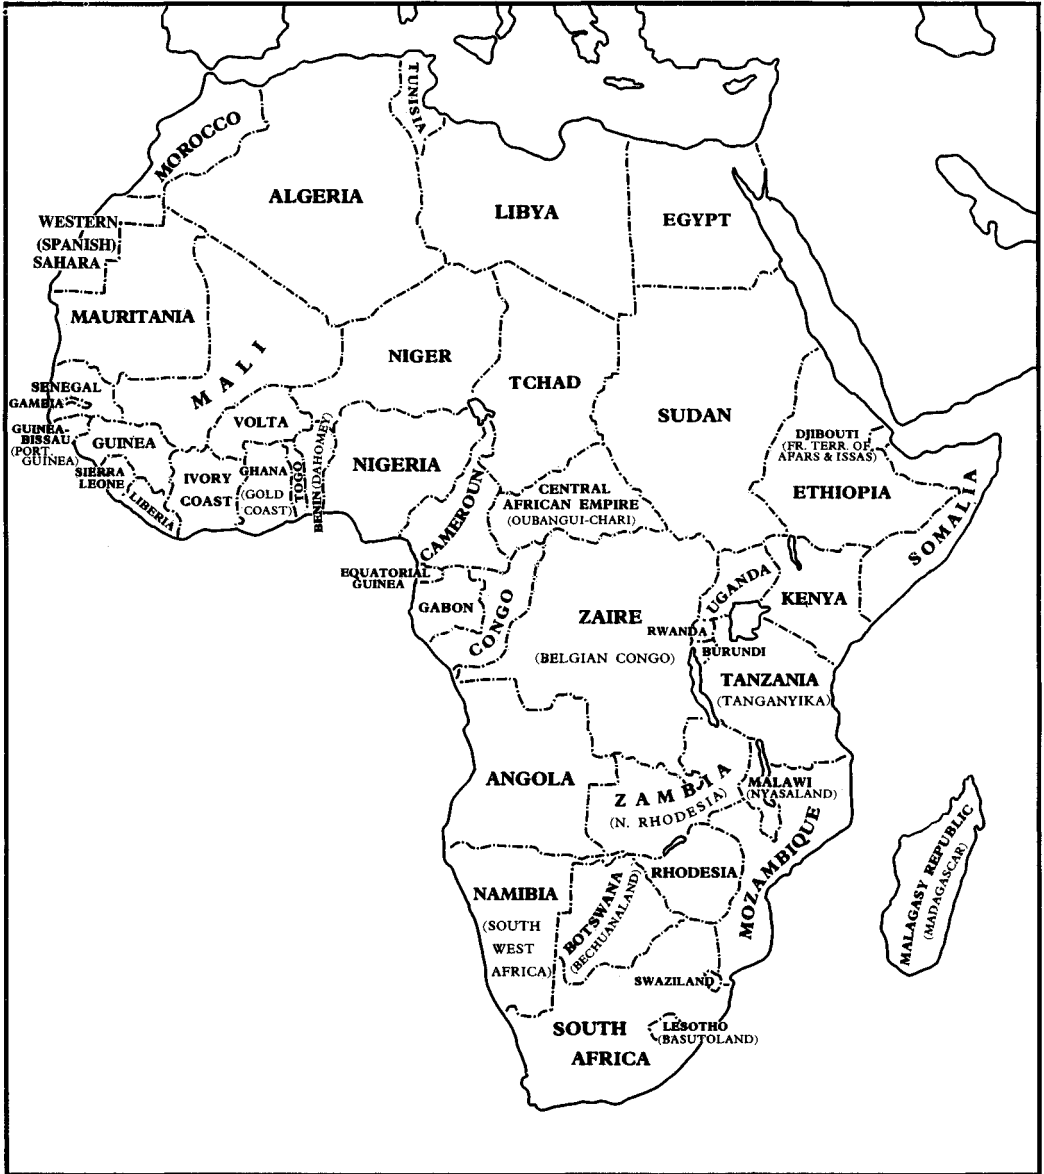 TUNISIA
MOROCCO
ALGERIA
LIBYA
EGYPT
WESTERN
(SPANISH)
SAHARA
MAURITANIA
MALI
NIGER
TCHAD
SUDAN
SENEGAL
GAMBIA
GUINEA-
BISSAU
(PORT
GUINEA)
GUINEA
SIERRA
LEONE
LIBERIA
IVORY
COAST
VOLTA
GHANA
(GOLD
COAST)
TOGO
BENIN (DAHOMEY)
NIGERIA
CAMEROUN
CENTRAL
AFRICAN EMPIRE
(OUBANGUI-CHARI)
DJIBOUTI
(FR. TERR. OF
AFARS & ISSAS)
ETHIOPIA
SOMALIA
EQUATORIAL
GUINEA
GABON
CONGO
ZAIRE
(BELGIAN CONGO)
UGANDA
KENYA
RWANDA
BURUNDI
TANZANIA
(TANGANYIKA)
ANGOLA
ZAMBIA
(N. RHODESIA)
MALAWI
(NYASALAND)
MOZAMBIQUE
MALAGASY REPUBLIC
(MADAGASCAR)
RHODESIA
NAMIBIA
(SOUTH
WEST
AFRICA)
BOTSWANA
(BECHUANALAND)
SWAZILAND
LESOTHO
(BASUTOLAND)
SOUTH
AFRICA